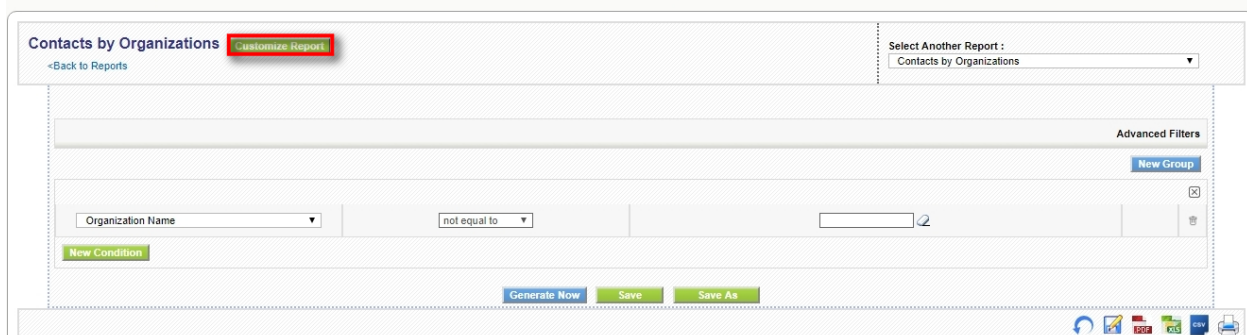 Contacts by Organizations Customize Report
<Back to Reports
Select Another Report :
Contacts by Organizations
Advanced Filters
New Group
Organization Name not equal to
New Condition
Generate Now Save Save As
PDF XLS CSV